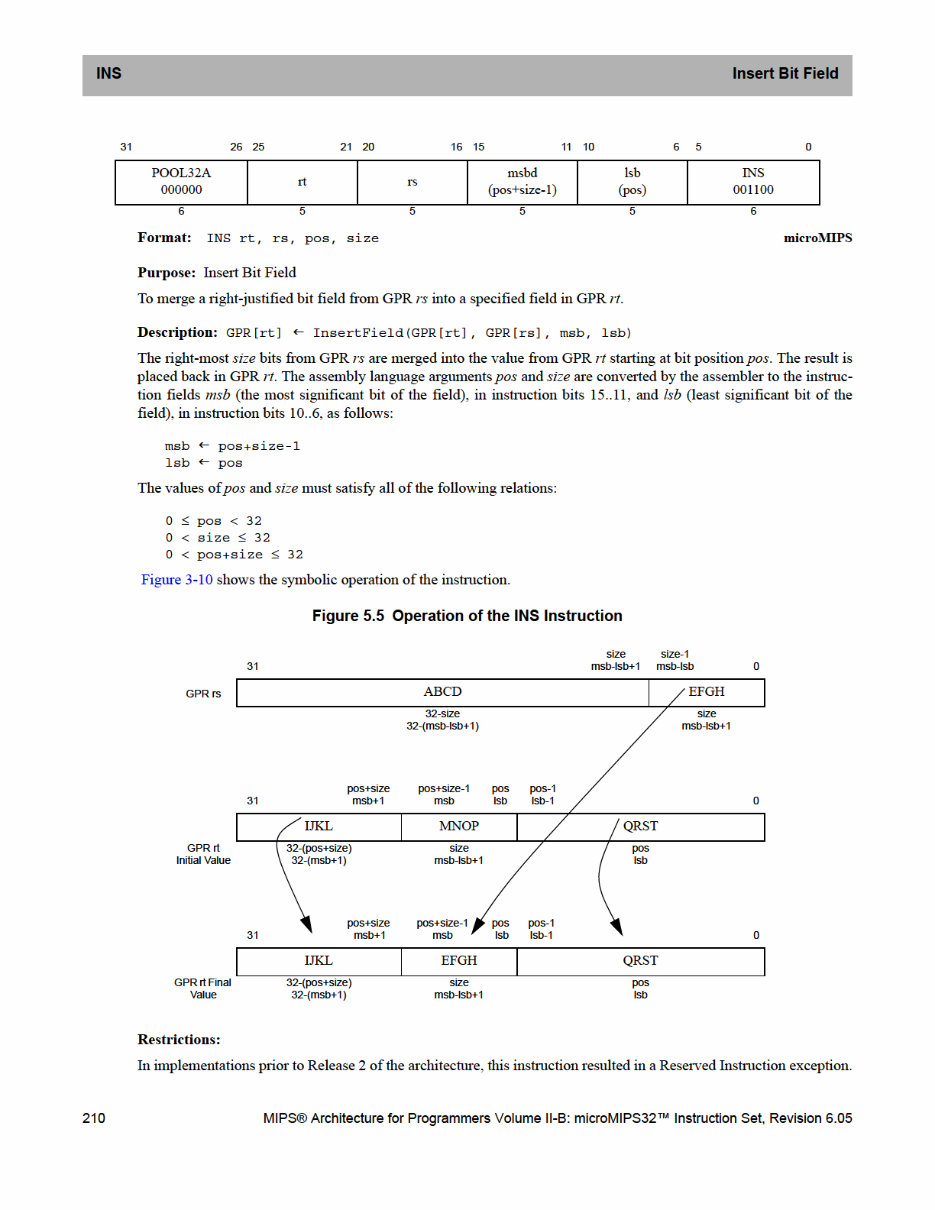 INS Insert Bit Field
31 26 25 21 20 16 15 11 10 6 5 0
POOL32A rt rs msbd lsb INS
000000 (pos+size-1) (pos) 001100
6 5 5 5 5 6
Format: INS rt, rs, pos, size microMIPS
Purpose: Insert Bit Field
To merge a right-justified bit field from GPR rs into a specified field in GPR rt.
Description: GPR[rt] ← InsertField(GPR[rt], GPR[rs], msb, lsb)
The right-most size bits from GPR rs are merged into the value from GPR rt starting at bit position pos. The result is
placed back in GPR rt. The assembly language arguments pos and size are converted by the assembler to the instruc-
tion fields msb (the most significant bit of the field), in instruction bits 15..11, and lsb (least significant bit of the
field), in instruction bits 10..6, as follows:
msb ← pos+size-1
lsb ← pos
The values of pos and size must satisfy all of the following relations:
0 ≤ pos < 32
0 < size ≤ 32
0 < pos+size ≤ 32
Figure 3-10 shows the symbolic operation of the instruction.
Figure 5.5 Operation of the INS Instruction
size size-1
31 msb-lsb+1 msb-lsb 0
GPR rs ABCD EFGH
32-size size
32-(msb-lsb+1) msb-lsb+1
pos+size pos+size-1 pos pos-1
31 msb+1 msb lsb lsb-1 0
IJKL MNOP QRST
GPR rt 32-(pos+size) size pos
Initial Value 32-(msb+1) msb-lsb+1 lsb
pos+size pos+size-1 pos pos-1
31 msb+1 msb lsb lsb-1 0
IJKL EFGH QRST
GPR rt Final 32-(pos+size) size pos
Value 32-(msb+1) msb-lsb+1 lsb
Restrictions:
In implementations prior to Release 2 of the architecture, this instruction resulted in a Reserved Instruction exception.
210 MIPS® Architecture for Programmers Volume II-B: microMIPS32™ Instruction Set, Revision 6.05